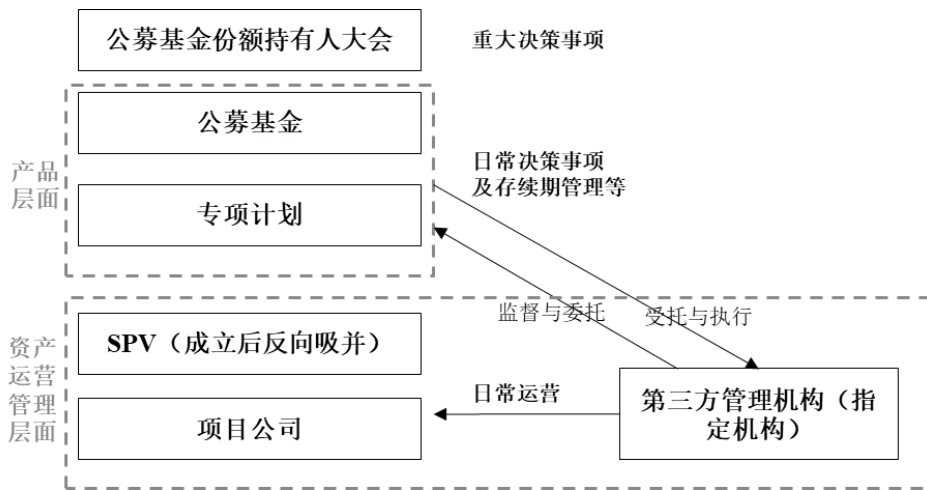 公募基金份额持有人大会
重大决策事项
公募基金
产品
层面
日常决策事项
及存续期管理等
专项计划
监督与委托
受托与执行
SPV（成立后反向吸并）
资产
运营
管理
层面
日常运营
项目公司
第三方管理机构（指
定机构）